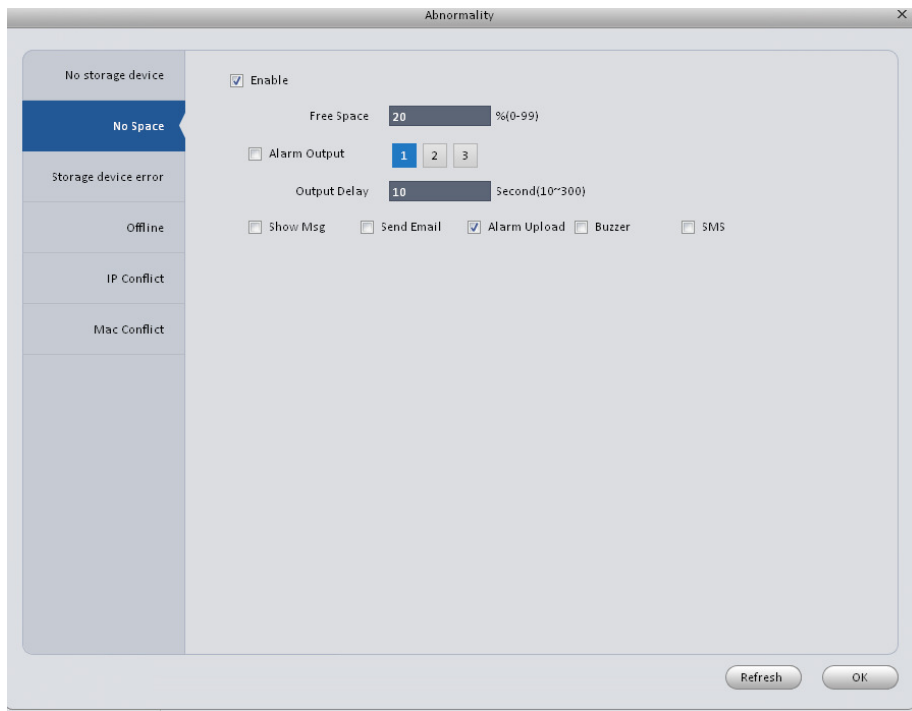 Abnormality
No storage device
No Space
Storage device error
Offline
IP Conflict
Mac Conflict
Enable
Free Space 20 %(0-99)
Alarm Output 1 2 3
Output Delay 10 Second(10~300)
Show Msg Send Email Alarm Upload Buzzer SMS
Refresh OK